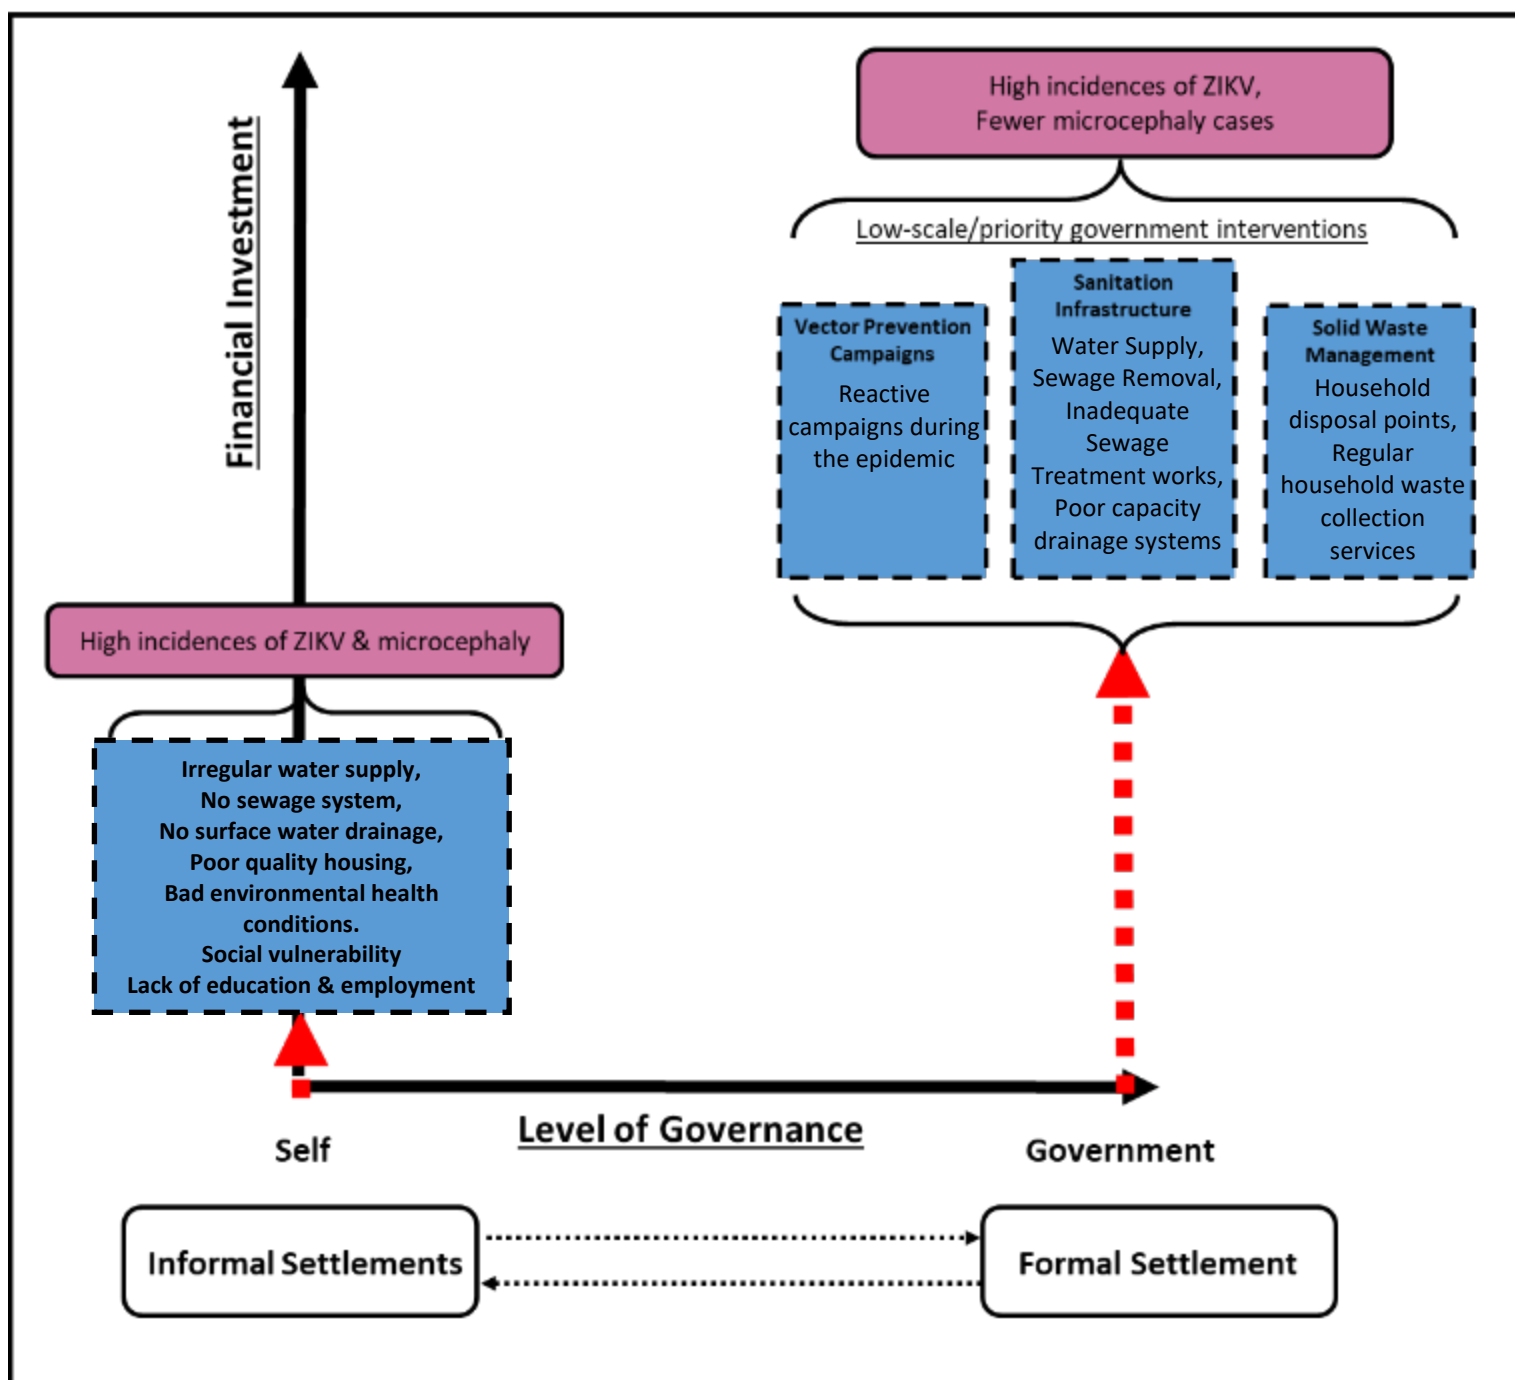 High incidences of ZIKV,
Fewer microcephaly cases
Low-scale/priority government interventions
Financial Investment
Vector Prevention
Campaigns
Reactive
campaigns during
the epidemic
Sanitation
Infrastructure
Water Supply,
Sewage Removal,
Inadequate
Sewage
Treatment works,
Poor capacity
drainage systems
Solid Waste
Management
Household
disposal points,
Regular
household waste
collection
services
High incidences of ZIKV & microcephaly
Irregular water supply,
No sewage system,
No surface water drainage,
Poor quality housing,
Bad environmental health
conditions.
Social vulnerability
Lack of education & employment
Level of Governance
Self
Government
Informal Settlements
Formal Settlement